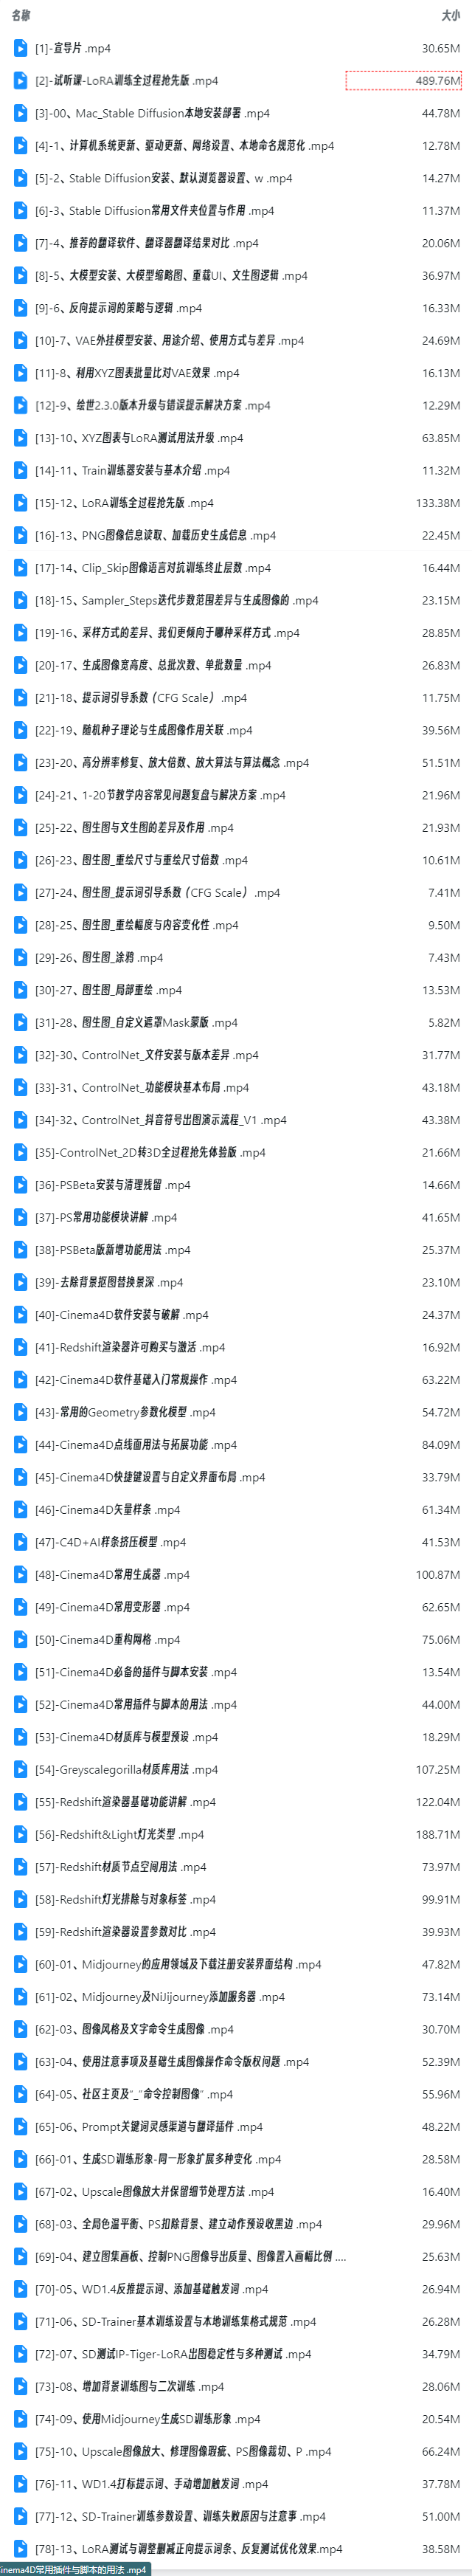 名称 大小
[1]-宣导片 .mp4 30.65M
[2]-试听课-LoRA训练全过程抢先版 .mp4 489.76M
[3]-00、Mac_Stable Diffusion本地安装部署 .mp4 44.78M
[4]-1、计算机系统更新、驱动更新、网络设置、本地命名规范化 .mp4 12.78M
[5]-2、Stable Diffusion安装、默认浏览器设置、w .mp4 14.27M
[6]-3、Stable Diffusion常用文件夹位置与作用 .mp4 11.37M
[7]-4、推荐的翻译软件、翻译器翻译结果对比 .mp4 20.06M
[8]-5、大模型安装、大模型缩略图、重载UI、文生图逻辑 .mp4 36.97M
[9]-6、反向提示词的策略与逻辑 .mp4 16.33M
[10]-7、VAE外挂模型安装、用途介绍、使用方式与差异 .mp4 24.69M
[11]-8、利用XYZ图表批量比对VAE效果 .mp4 16.13M
[12]-9、绘世2.3.0版本升级与错误提示解决方案 .mp4 12.29M
[13]-10、XYZ图表与LoRA测试用法升级 .mp4 63.85M
[14]-11、Train训练器安装与基本介绍 .mp4 11.32M
[15]-12、LoRA训练全过程抢先版 .mp4 133.38M
[16]-13、PNG图像信息读取、加载历史生成信息 .mp4 22.45M
[17]-14、Clip_Skip图像语言对抗训练终止层数 .mp4 16.44M
[18]-15、Sampler_Steps迭代步数范围差异与生成图像的 .mp4 23.15M
[19]-16、采样方式的差异、我们更倾向于哪种采样方式 .mp4 28.85M
[20]-17、生成图像宽高度、总批次数、单批数量 .mp4 26.83M
[21]-18、提示词引导系数（CFG Scale） .mp4 11.75M
[22]-19、随机种子理论与生成图像作用关联 .mp4 39.56M
[23]-20、高分辨率修复、放大倍数、放大算法与算法概念 .mp4 51.51M
[24]-21、1-20节教学内容常见问题复盘与解决方案 .mp4 21.96M
[25]-22、图生图与文生图的差异及作用 .mp4 21.93M
[26]-23、图生图_重绘尺寸与重绘尺寸倍数 .mp4 10.61M
[27]-24、图生图_提示词引导系数（CFG Scale） .mp4 7.41M
[28]-25、图生图_重绘幅度与内容变化性 .mp4 9.50M
[29]-26、图生图_涂鸦 .mp4 7.43M
[30]-27、图生图_局部重绘 .mp4 13.53M
[31]-28、图生图_自定义遮罩Mask蒙版 .mp4 5.82M
[32]-30、ControlNet_文件安装与版本差异 .mp4 31.77M
[33]-31、ControlNet_功能模块基本布局 .mp4 43.18M
[34]-32、ControlNet_抖音符号出图演示流程_V1 .mp4 43.38M
[35]-ControlNet_2D转3D全过程抢先体验版 .mp4 21.66M
[36]-PSBeta安装与清理残留 .mp4 14.66M
[37]-PS常用功能模块讲解 .mp4 41.65M
[38]-PSBeta版新增功能用法 .mp4 25.37M
[39]-去除背景抠图替换景深 .mp4 23.10M
[40]-Cinema4D软件安装与破解 .mp4 24.37M
[41]-Redshift渲染器许可购买与激活 .mp4 16.92M
[42]-Cinema4D软件基础入门常规操作 .mp4 63.22M
[43]-常用的Geometry参数化模型 .mp4 54.72M
[44]-Cinema4D点线面用法与拓展功能 .mp4 84.09M
[45]-Cinema4D快捷键设置与自定义界面布局 .mp4 33.79M
[46]-Cinema4D矢量样条 .mp4 61.34M
[47]-C4D+AI样条挤压模型 .mp4 41.53M
[48]-Cinema4D常用生成器 .mp4 100.87M
[49]-Cinema4D常用变形器 .mp4 62.65M
[50]-Cinema4D重构网格 .mp4 75.06M
[51]-Cinema4D必备的插件与脚本安装 .mp4 13.54M
[52]-Cinema4D常用插件与脚本的用法 .mp4 44.00M
[53]-Cinema4D材质库与模型预设 .mp4 18.29M
[54]-Greyscalegorilla材质库用法 .mp4 107.25M
[55]-Redshift渲染器基础功能讲解 .mp4 122.04M
[56]-Redshift&Light灯光类型 .mp4 188.71M
[57]-Redshift材质节点空间用法 .mp4 73.97M
[58]-Redshift灯光排除与对象标签 .mp4 99.91M
[59]-Redshift渲染器设置参数对比 .mp4 39.93M
[60]-01、Midjourney的应用领域及下载注册安装界面结构 .mp4 47.82M
[61]-02、Midjourney及NiJijourney添加服务器 .mp4 73.14M
[62]-03、图像风格及文字命令生成图像 .mp4 30.70M
[63]-04、使用注意事项及基础生成图像操作命令版权问题 .mp4 52.39M
[64]-05、社区主页及“_”命令控制图像” .mp4 55.96M
[65]-06、Prompt关键词灵感渠道与翻译插件 .mp4 48.22M
[66]-01、生成SD训练形象-同一形象扩展多种变化 .mp4 28.58M
[67]-02、Upscale图像放大并保留细节处理方法 .mp4 16.40M
[68]-03、全局色温平衡、PS扣除背景、建立动作预设收黑边 .mp4 29.96M
[69]-04、建立图集画板、控制PNG图像导出质量、图像置入画幅比例 .... 25.63M
[70]-05、WD1.4反推提示词、添加基础触发词 .mp4 26.94M
[71]-06、SD-Trainer基本训练设置与本地训练集格式规范 .mp4 26.28M
[72]-07、SD测试IP-Tiger-LoRA出图稳定性与多种测试 .mp4 34.79M
[73]-08、增加背景训练图与二次训练 .mp4 28.06M
[74]-09、使用Midjourney生成SD训练形象 .mp4 20.54M
[75]-10、Upscale图像放大、修理图像瑕疵、PS图像裁切、P .mp4 66.24M
[76]-11、WD1.4打标提示词、手动增加触发词 .mp4 37.78M
[77]-12、SD-Trainer训练参数设置、训练失败原因与注意事 .mp4 51.00M
[78]-13、LoRA测试与调整删减正向提示词条、反复测试优化效果.mp4 38.58M
inema4D常用插件与脚本的用法 .mp4